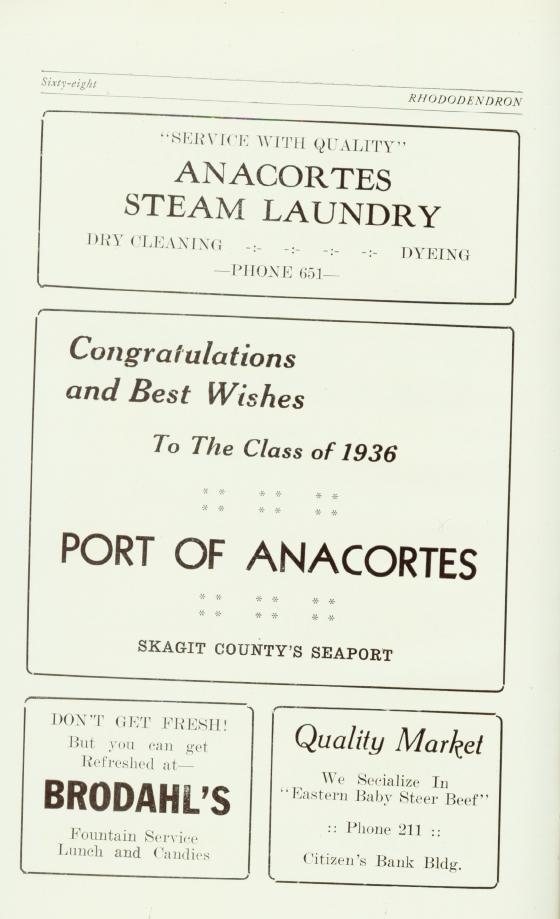 Sixty-eight
RHODODENDRON
"SERVICE WITH QUALITY"
ANACORTES
STEAM LAUNDRY
DRY CLEANING -:- -:- -:- -:- DYEING
—PHONE 651—
Congratulations
and Best Wishes
To The Class of 1936
* * * * * *
* * * * * *
PORT OF ANACORTES
* * * * * *
* * * * * *
SKAGIT COUNTY'S SEAPORT
DON'T GET FRESH!
But you can get
Refreshed at—
BRODAHL'S
Fountain Service
Lunch and Candies
Quality Market
We Secialize In
"Eastern Baby Steer Beef"
:: Phone 211 ::
Citizen's Bank Bldg.